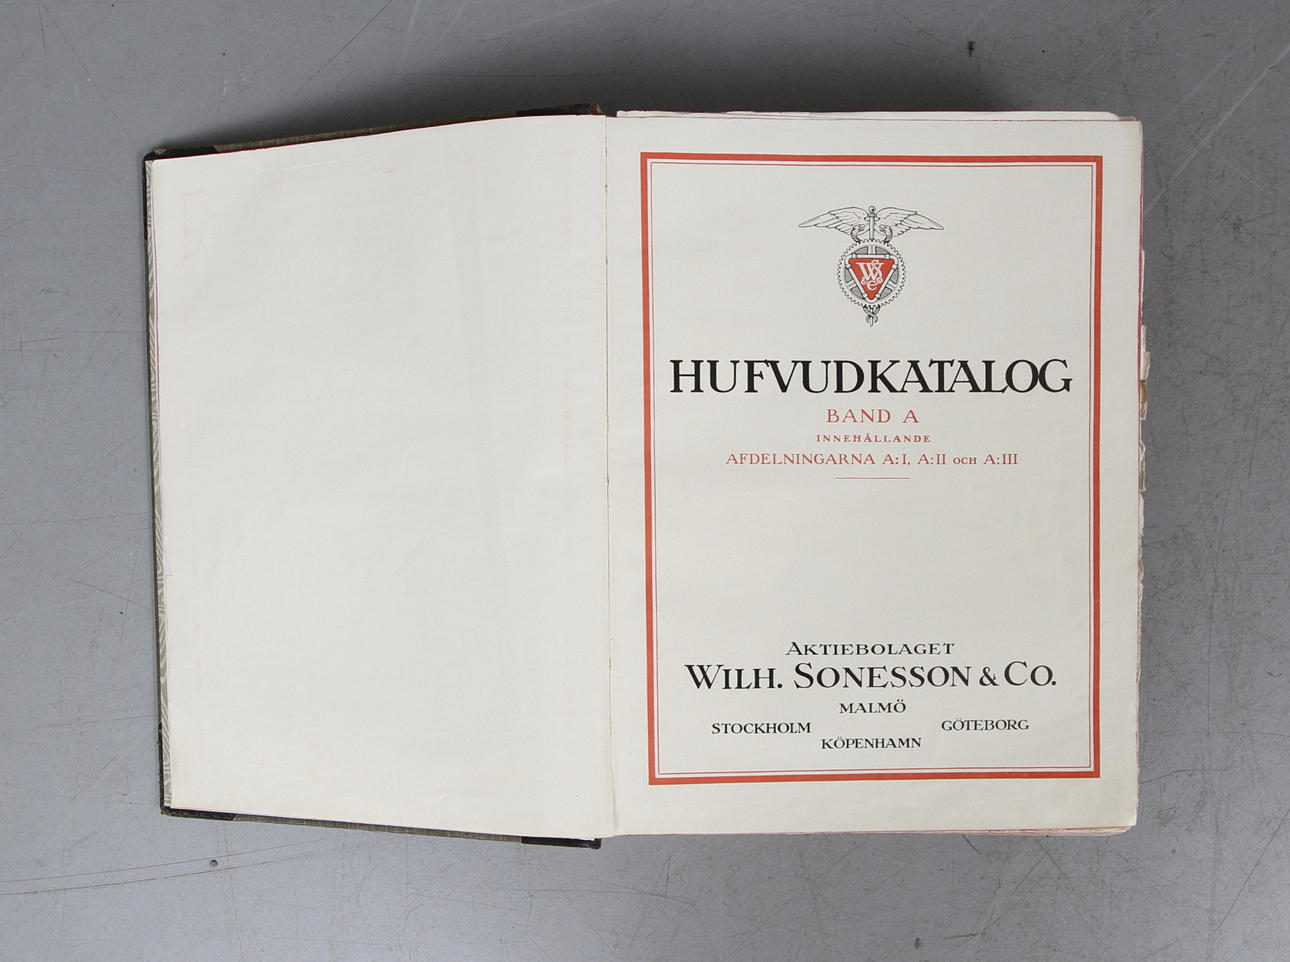 HUFVUDKATALOG
BAND A
INNEHÅLLANDE
AFDELNINGARNA A:I, A:II OCH A:III
AKTIEBOLAGET
WILH. SONESSON & CO.
MALMÖ
STOCKHOLM GÖTEBORG
KÖPENHAMN